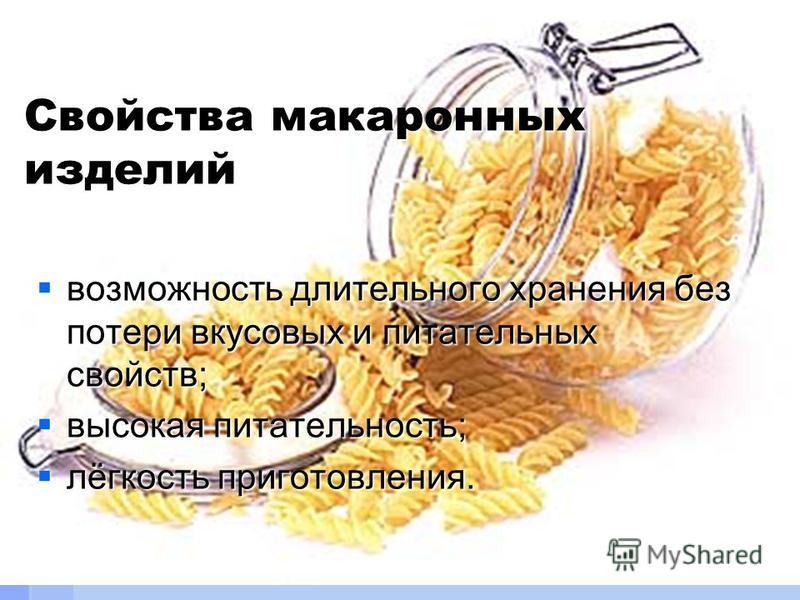 Свойства макаронных
изделий
возможность длительного хранения без
потери вкусовых и питательных
свойств;
высокая питательность;
лёгкость приготовления.
MyShared